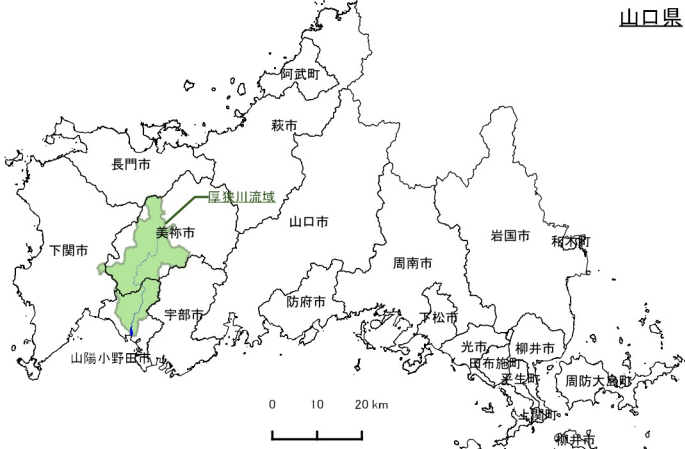 山口県
阿武町
萩市
長門市
厚狭川流域
美祢市
山口市
下関市
岩国市
和木町
周南市
防府市
宇部市
下松市
光市
柳井市
山陽小野田市
田布施町
平生町
周防大島町
上関町
柳井市
0 10 20 km